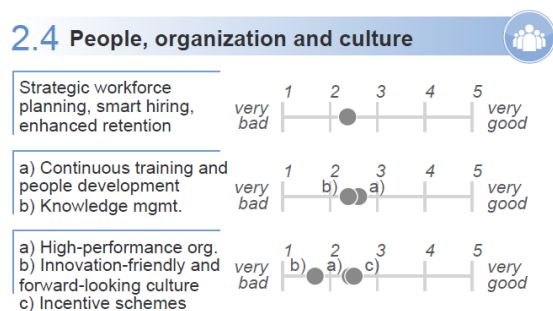 2.4 People, organization and culture
Strategic workforce
planning, smart hiring,
enhanced retention
very
bad
1 2 3 4 5
very
good
a) Continuous training and
people development
b) Knowledge mgmt.
very
bad
1 2 3 4 5
b) a)
very
good
a) High-performance org.
b) Innovation-friendly and
forward-looking culture
c) Incentive schemes
very
bad
1 2 3 4 5
b) a) c)
very
good